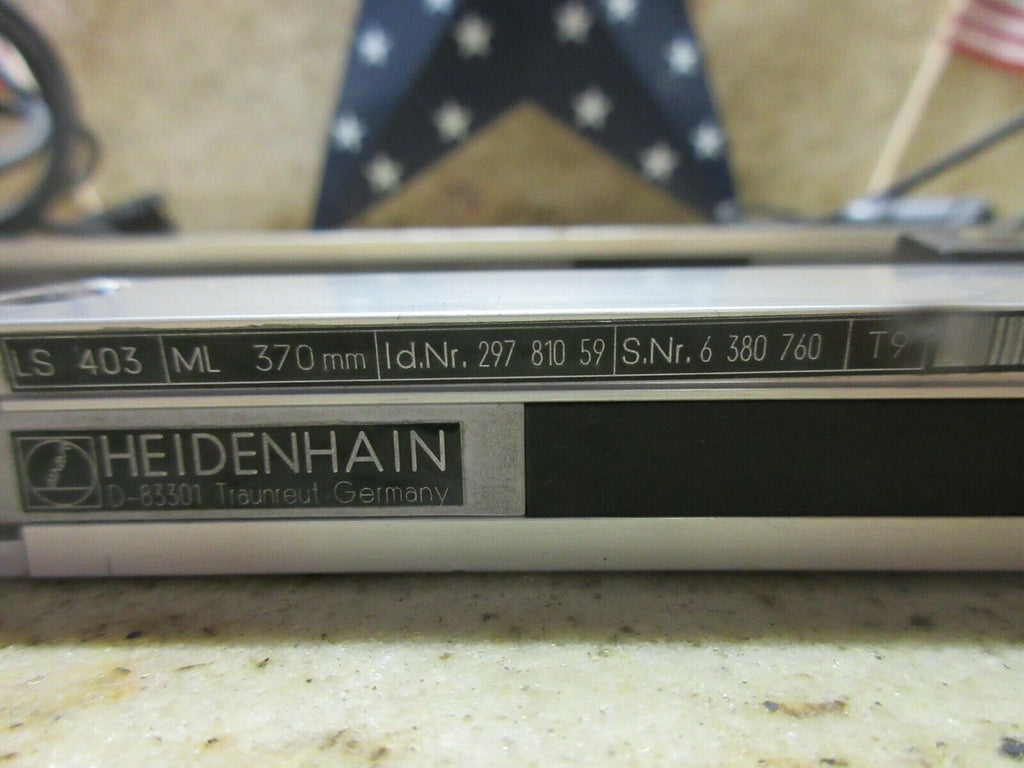 LS 403 ML 370 mm Id.Nr. 297 810 59 S.Nr. 6 380 760 T9
HEIDENHAIN
D-83301 Traunreut · Germany